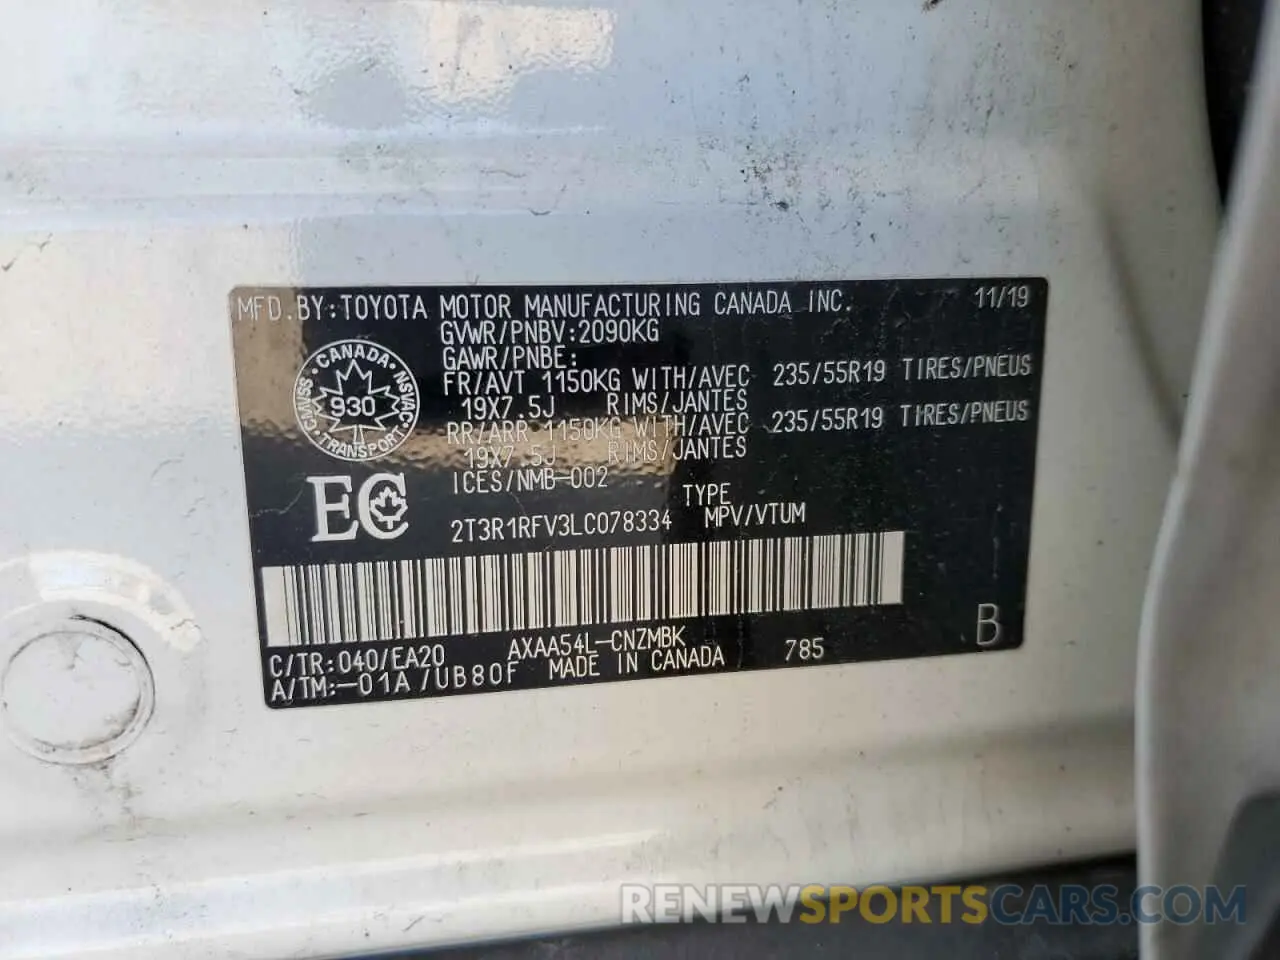 MFD.BY:TOYOTA MOTOR MANUFACTURING CANADA INC. 11/19
GVWR/PNBV:2090KG
GAWR/PNBE:
FR/AVT 1150KG WITH/AVEC 235/55R19 TIRES/PNEUS
19X7.5J RIMS/JANTES
RR/ARR 1150KG WITH/AVEC 235/55R19 TIRES/PNEUS
19X7.5J RIMS/JANTES
ICES/NMB-002
CANADA
CMVSS 930 NSVAC
TRANSPORT
EC
TYPE
2T3R1RFV3LC078334 MPV/VTUM
C/TR:040/EA20 AXAA54L-CNZMBK
A/TM:-01A/UB80F MADE IN CANADA 785 B
RENEWSPORTSCARS.COM